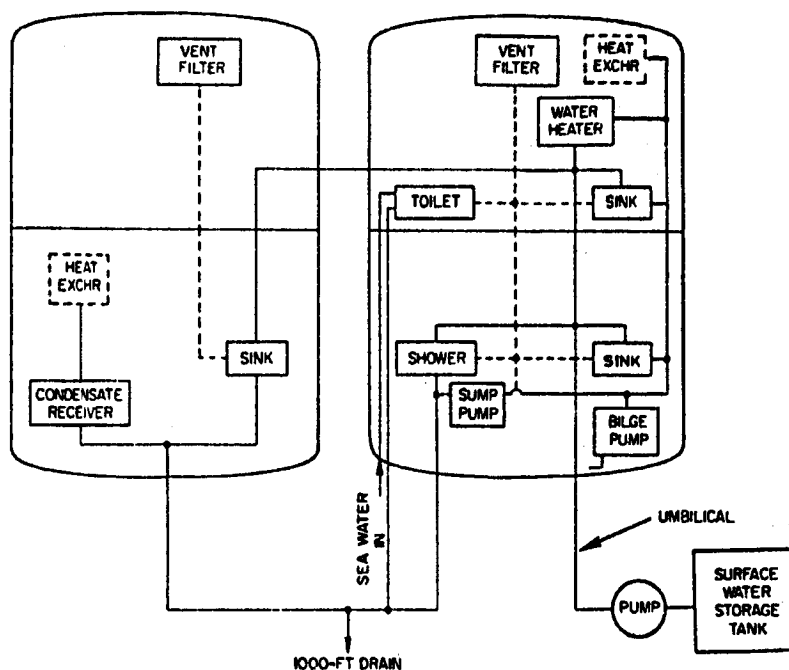 VENT
FILTER
HEAT
EXCHR
CONDENSATE
RECEIVER
SINK
VENT
FILTER
HEAT
EXCHR
WATER
HEATER
TOILET
SINK
SHOWER
SINK
SUMP
PUMP
BILGE
PUMP
SEA WATER
IN
UMBILICAL
PUMP
SURFACE
WATER
STORAGE
TANK
1000-FT DRAIN